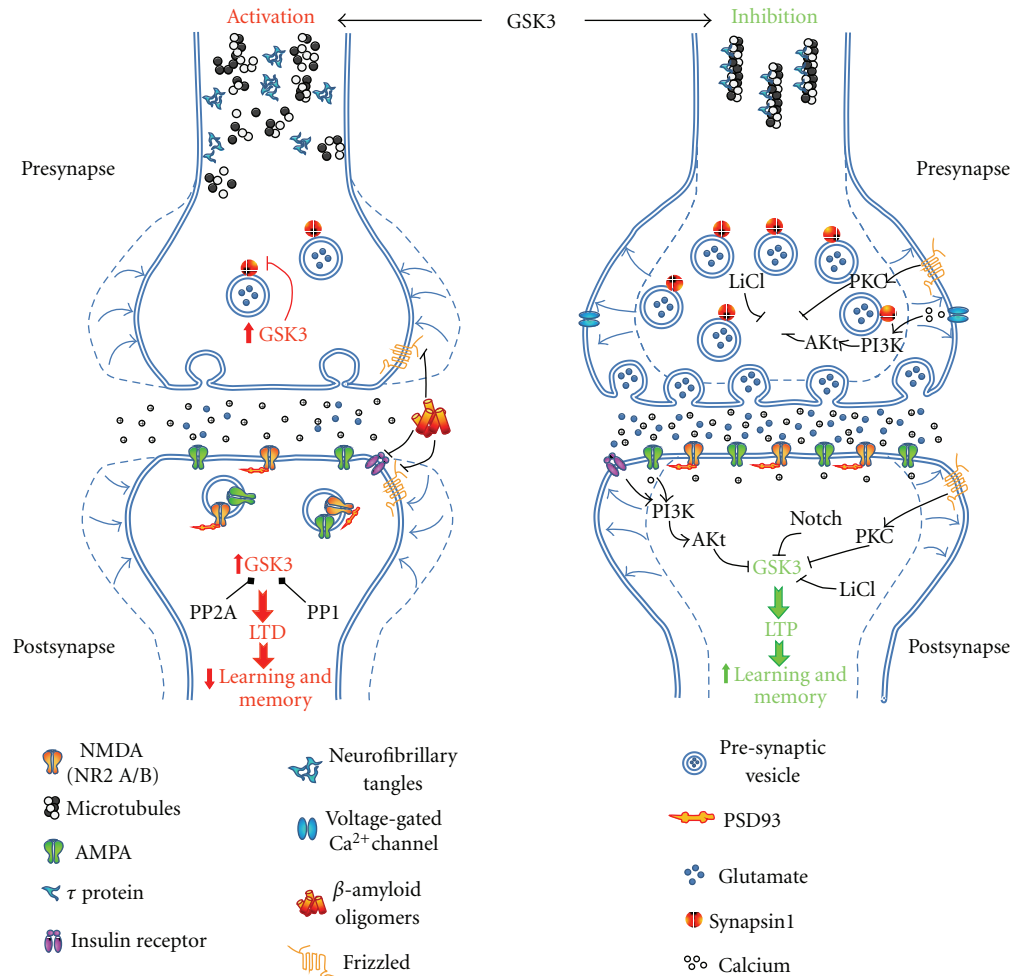 Activation
GSK3
Inhibition
Presynapse
Presynapse
GSK3
LiCl
PKC
AKt
PI3K
PI3K
AKt
Notch
PKC
GSK3
LiCl
GSK3
PP2A
PP1
LTD
LTP
Postsynapse
Postsynapse
Learning and
memory
Learning and
memory
NMDA
(NR2 A/B)
Microtubules
AMPA
τ protein
Insulin receptor
Neurofibrillary
tangles
Voltage-gated
Ca²⁺ channel
β-amyloid
oligomers
Frizzled
Pre-synaptic
vesicle
PSD93
Glutamate
Synapsin1
Calcium